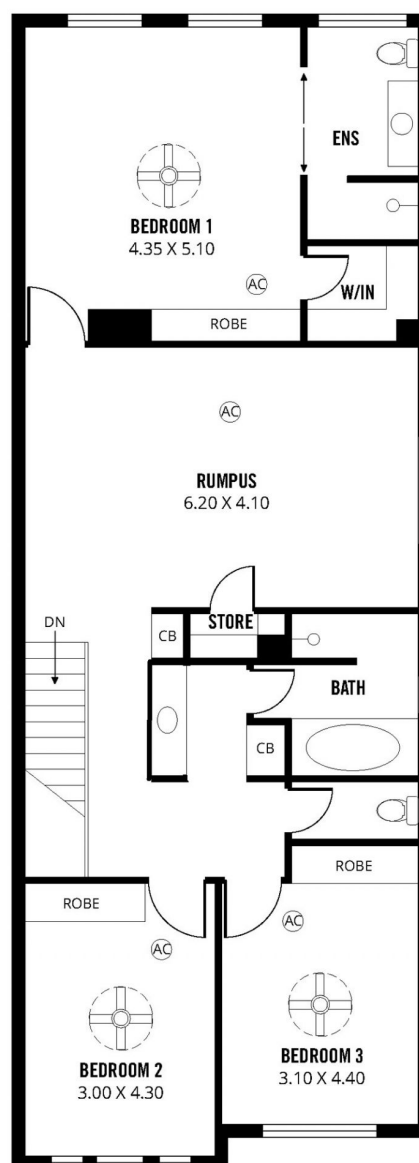 ENS
BEDROOM 1
4.35 X 5.10
AC
W/IN
ROBE
AC
RUMPUS
6.20 X 4.10
DN
CB
STORE
BATH
CB
ROBE
ROBE
AC
AC
BEDROOM 2
3.00 X 4.30
BEDROOM 3
3.10 X 4.40